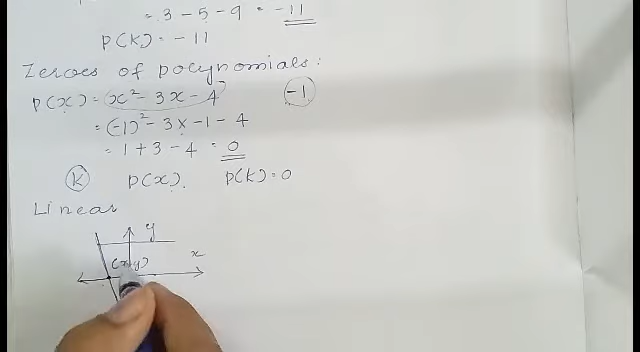 = 3 - 5 - 9 = -11
P(K) = - 11
Zeroes of polynomials:
P(x) = x² - 3x - 4 -1
= (-1)² - 3x - 1 - 4
= 1 + 3 - 4 = 0
K P(x). P(K) = 0
Linear
y
x